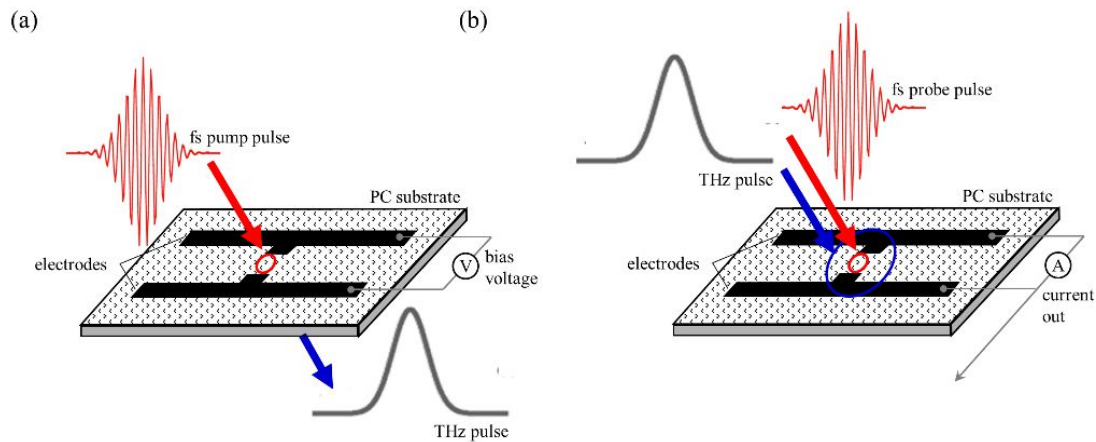 (a)
fs pump pulse
PC substrate
electrodes
V
bias
voltage
THz pulse
(b)
fs probe pulse
THz pulse
PC substrate
electrodes
A
current
out